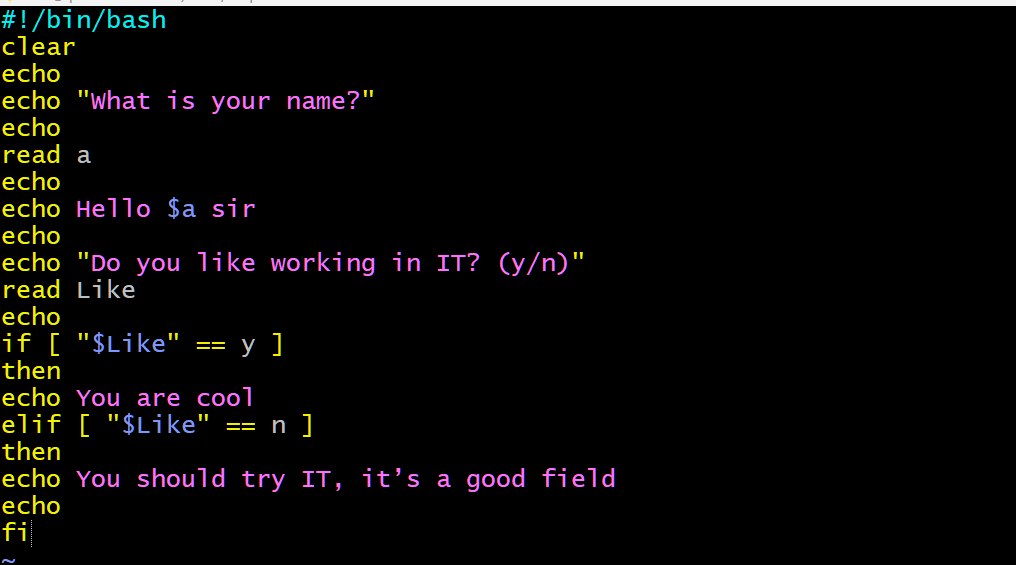 #!/bin/bash
clear
echo
echo "What is your name?"
echo
read a
echo
echo Hello $a sir
echo
echo "Do you like working in IT? (y/n)"
read Like
echo
if [ "$Like" == y ]
then
echo You are cool
elif [ "$Like" == n ]
then
echo You should try IT, it’s a good field
echo
fi
~